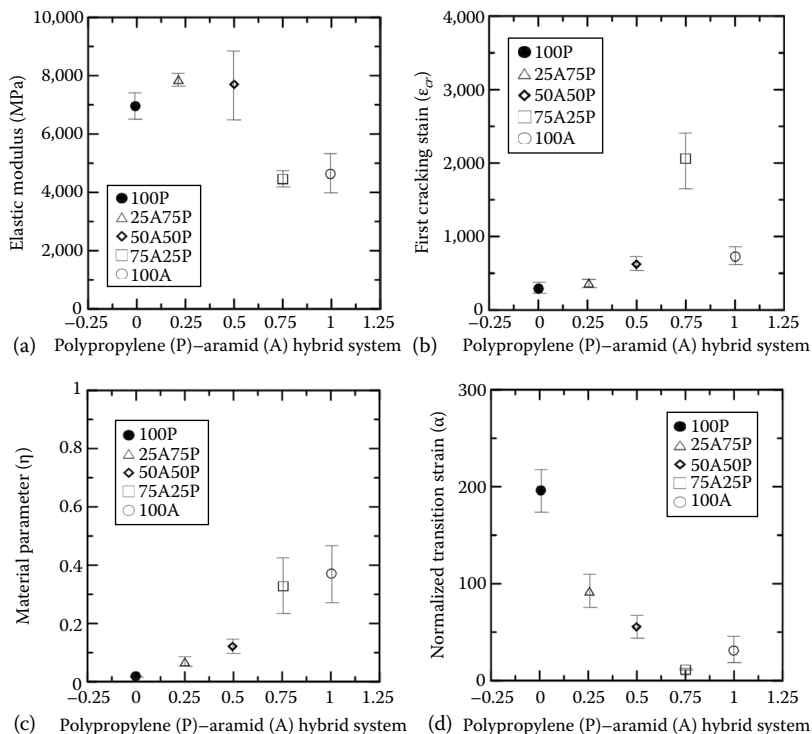 10,000
8,000
6,000
4,000
2,000
0
Elastic modulus (MPa)
100P
25A75P
50A50P
75A25P
100A
−0.25 0 0.25 0.5 0.75 1 1.25
(a) Polypropylene (P)–aramid (A) hybrid system
4,000
3,000
2,000
1,000
0
First cracking stain (εcr)
100P
25A75P
50A50P
75A25P
100A
−0.25 0 0.25 0.5 0.75 1 1.25
(b) Polypropylene (P)–aramid (A) hybrid system
1
0.8
0.6
0.4
0.2
0
Material parameter (η)
100P
25A75P
50A50P
75A25P
100A
−0.25 0 0.25 0.5 0.75 1 1.25
(c) Polypropylene (P)–aramid (A) hybrid system
300
200
100
0
Normalized transition strain (α)
100P
25A75P
50A50P
75A25P
100A
−0.25 0 0.25 0.5 0.75 1 1.25
(d) Polypropylene (P)–aramid (A) hybrid system